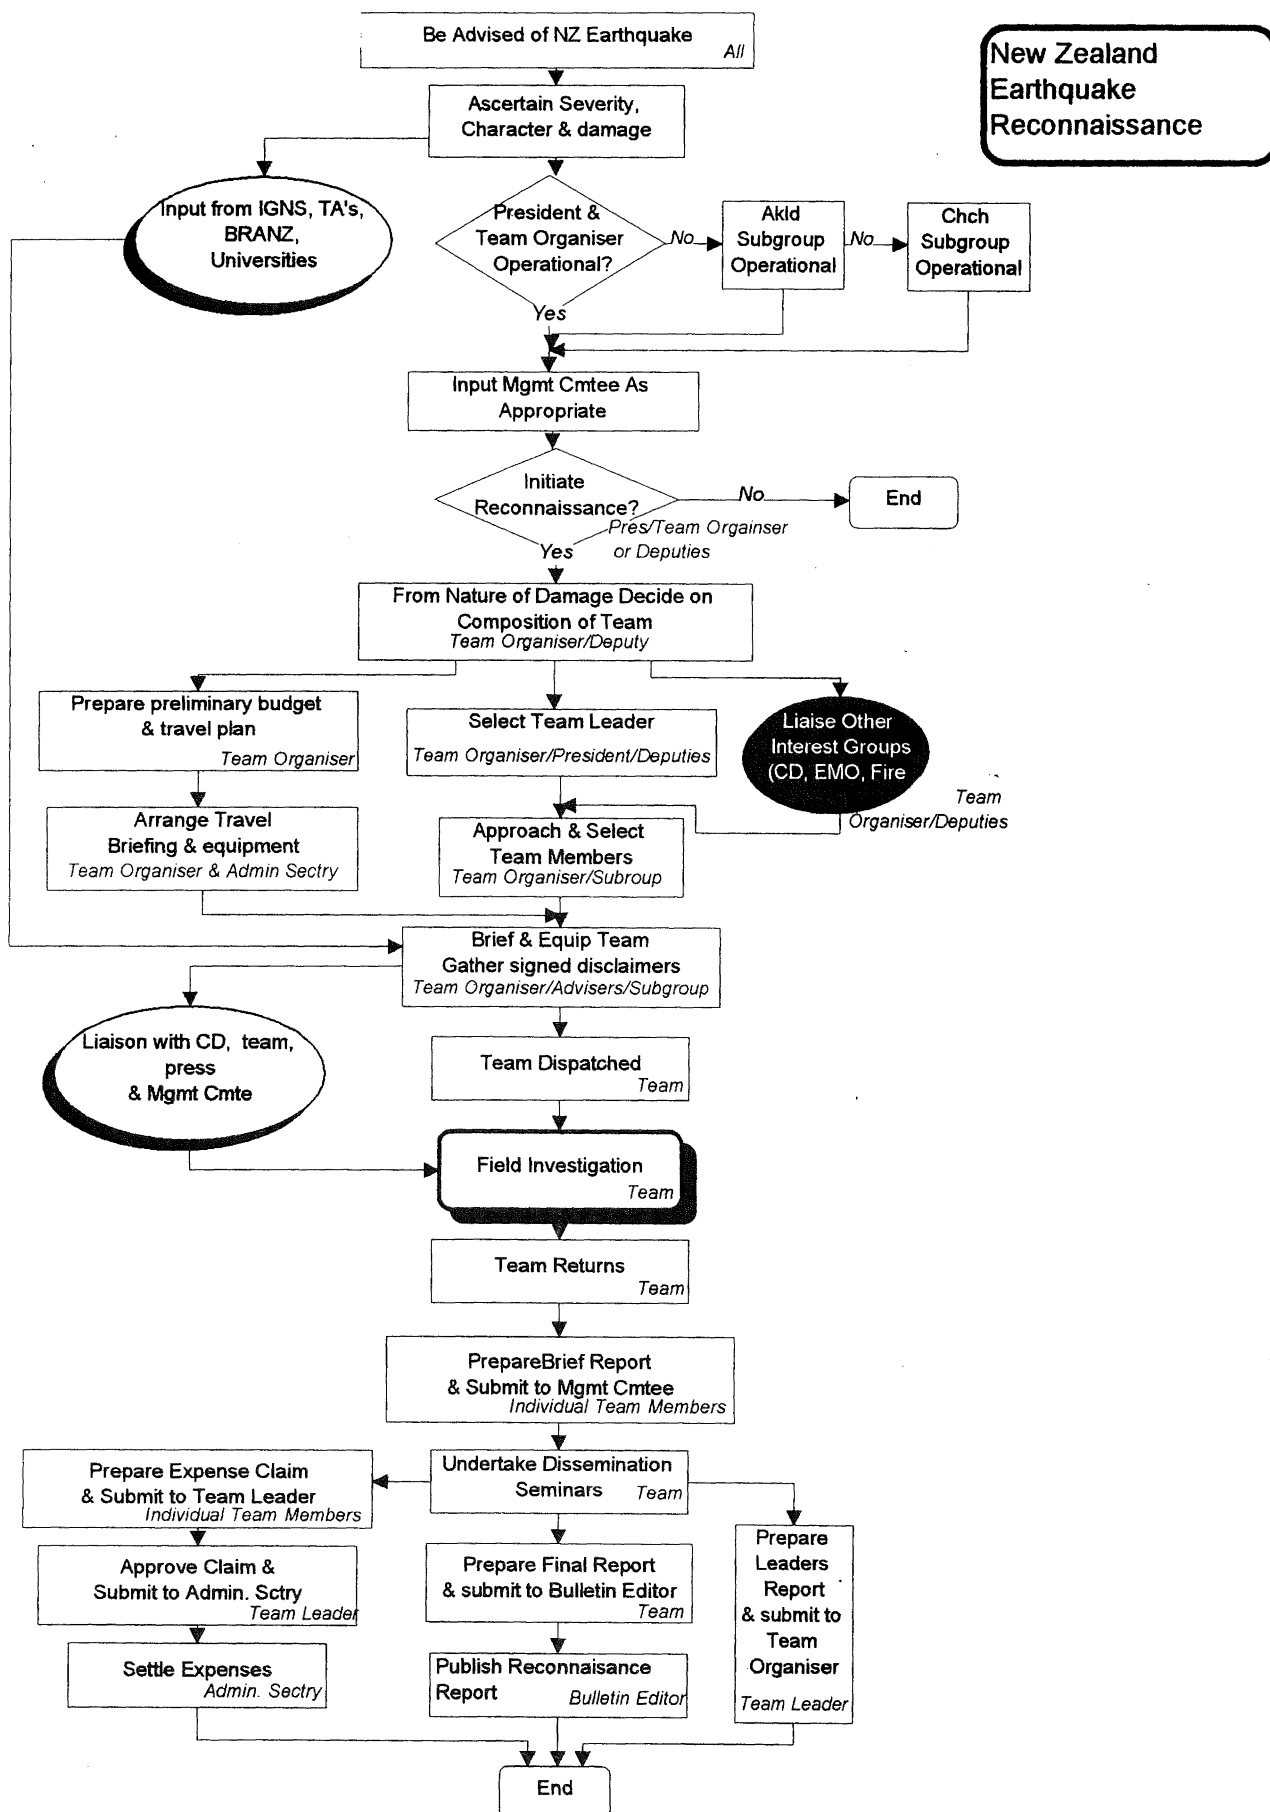 Be Advised of NZ Earthquake
All
New Zealand
Earthquake
Reconnaissance
Ascertain Severity,
Character & damage
Input from IGNS, TA's,
BRANZ,
Universities
President &
Team Organiser
Operational?
No
Akld
Subgroup
Operational
No
Chch
Subgroup
Operational
Yes
Input Mgmt Cmtee As
Appropriate
Initiate
Reconnaissance?
No
End
Pres/Team Orgainser
or Deputies
Yes
From Nature of Damage Decide on
Composition of Team
Team Organiser/Deputy
Prepare preliminary budget
& travel plan
Team Organiser
Select Team Leader
Team Organiser/President/Deputies
Liaise Other
Interest Groups
(CD, EMO, Fire
Team
Organiser/Deputies
Arrange Travel
Briefing & equipment
Team Organiser & Admin Sectry
Approach & Select
Team Members
Team Organiser/Subroup
Brief & Equip Team
Gather signed disclaimers
Team Organiser/Advisers/Subgroup
Liaison with CD, team,
press
& Mgmt Cmte
Team Dispatched
Team
Field Investigation
Team
Team Returns
Team
PrepareBrief Report
& Submit to Mgmt Cmtee
Individual Team Members
Prepare Expense Claim
& Submit to Team Leader
Individual Team Members
Undertake Dissemination
Seminars
Team
Approve Claim &
Submit to Admin. Sctry
Team Leader
Prepare Final Report
& submit to Bulletin Editor
Team
Prepare
Leaders
Report
& submit to
Team
Organiser
Team Leader
Settle Expenses
Admin. Sectry
Publish Reconnaisance
Report
Bulletin Editor
End